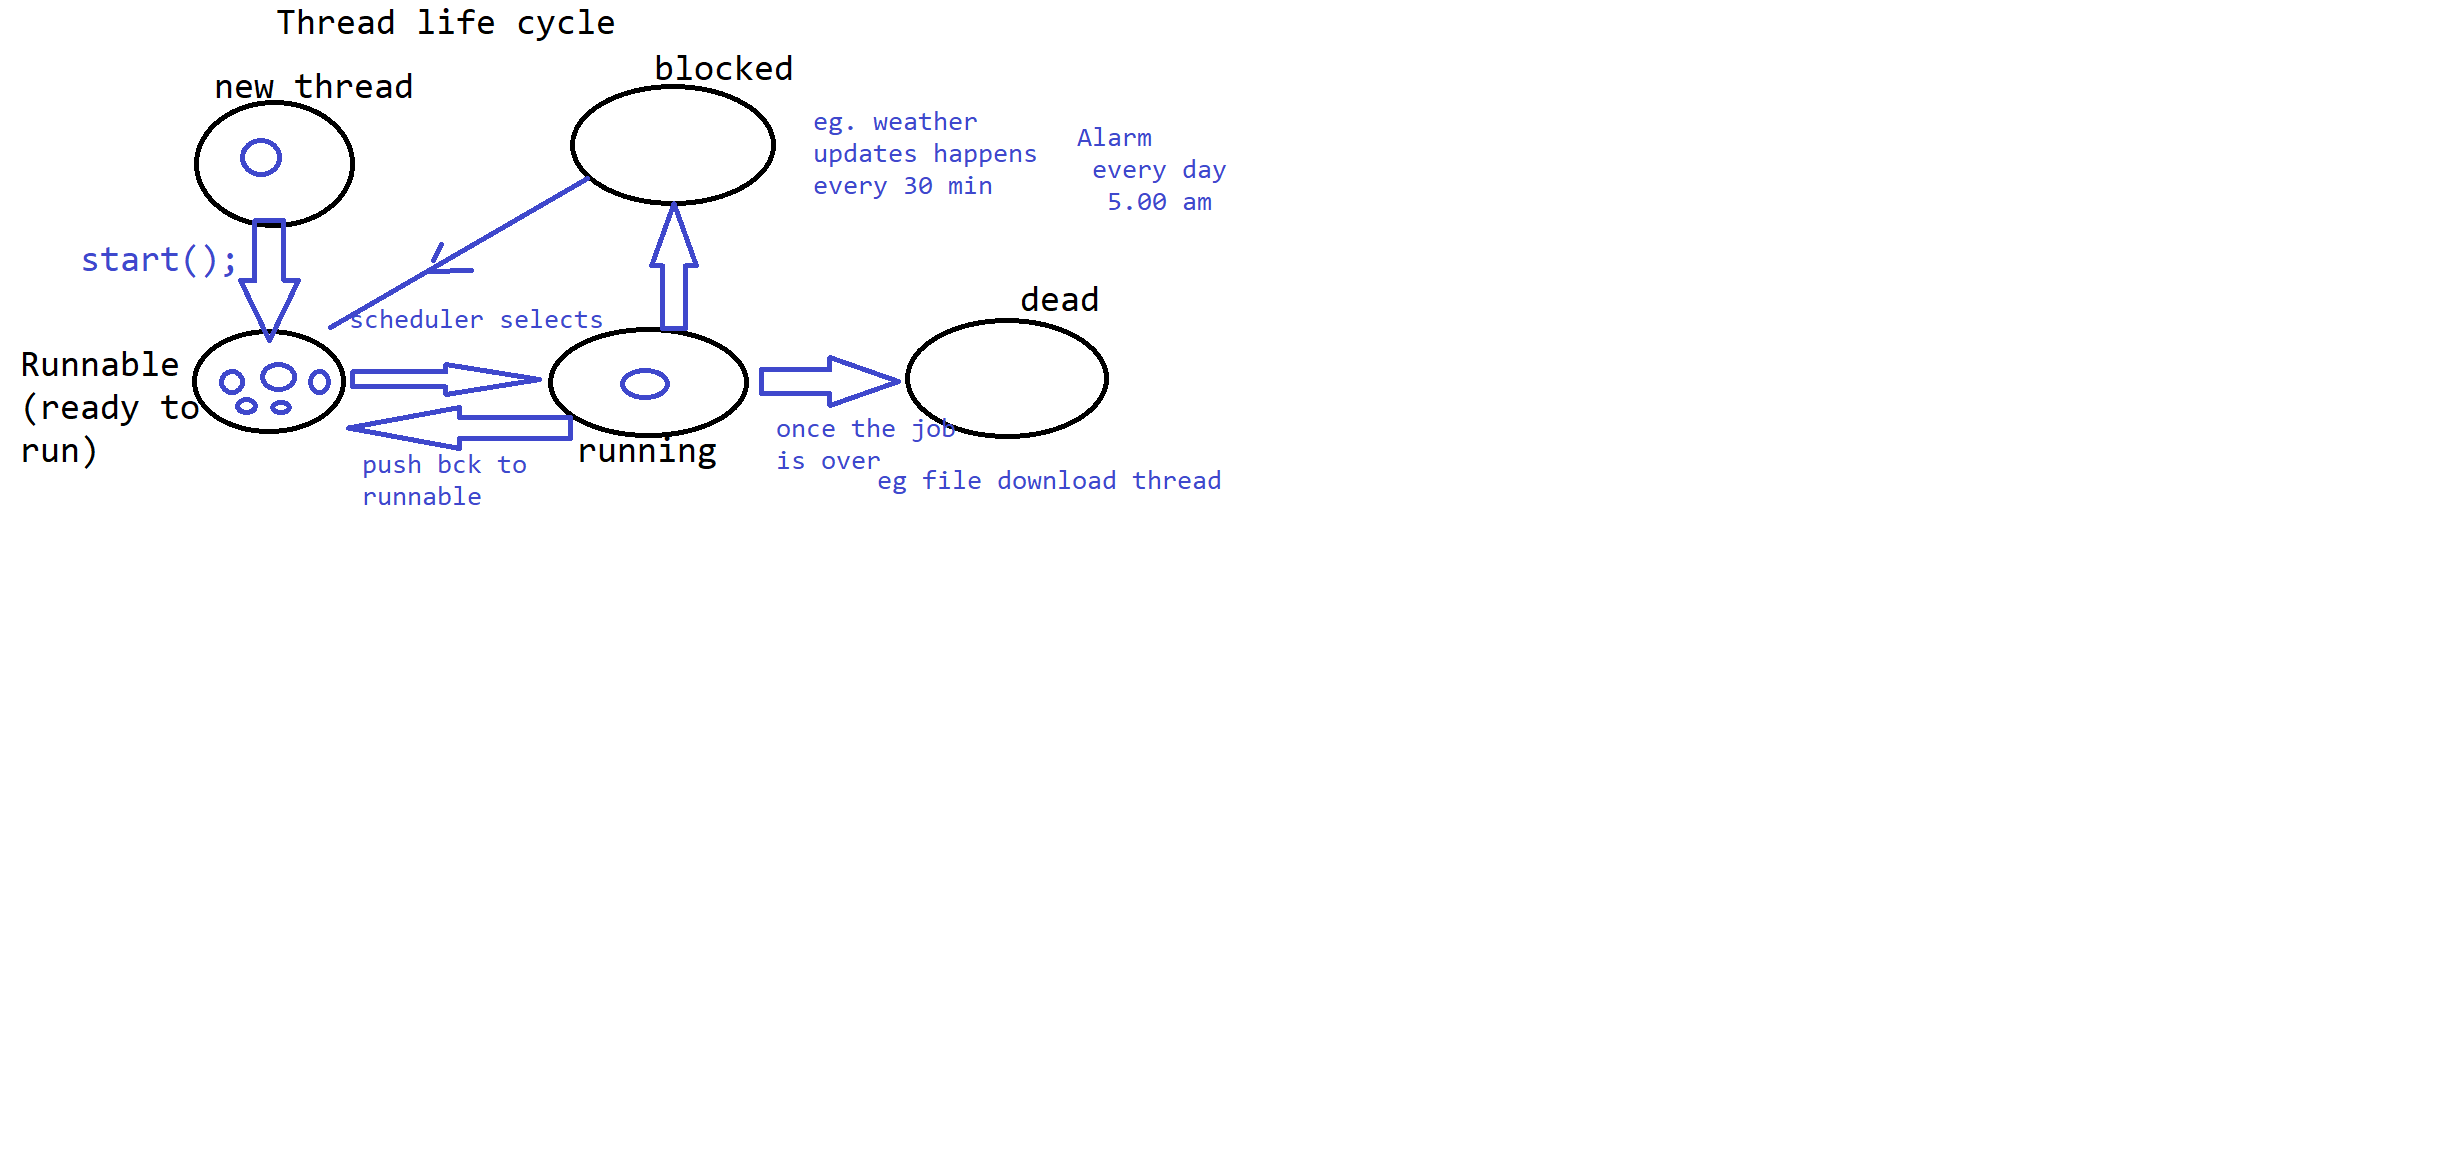 Thread life cycle
new thread
blocked
eg. weather
updates happens
every 30 min
Alarm
every day
5.00 am
start();
scheduler selects
dead
Runnable
(ready to
run)
push bck to
runnable
running
once the job
is over
eg file download thread